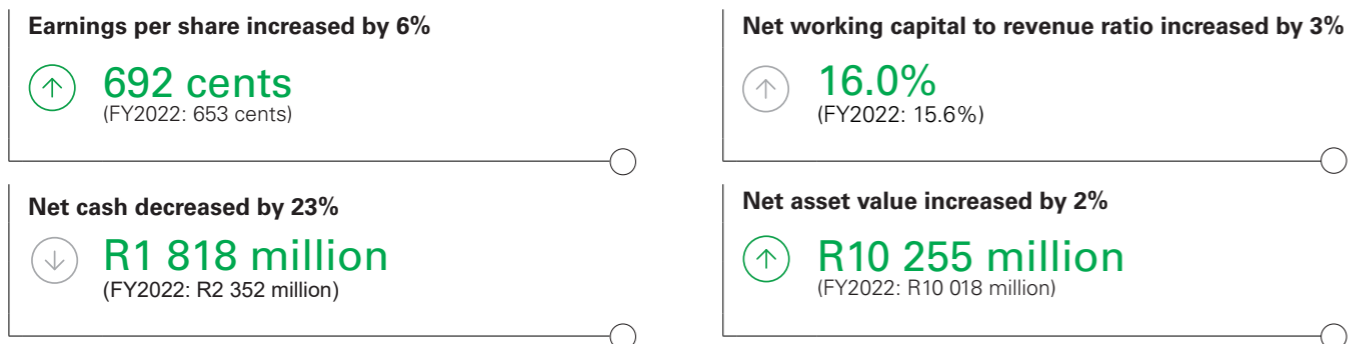 Earnings per share increased by 6%
692 cents
(FY2022: 653 cents)
Net working capital to revenue ratio increased by 3%
16.0%
(FY2022: 15.6%)
Net cash decreased by 23%
R1 818 million
(FY2022: R2 352 million)
Net asset value increased by 2%
R10 255 million
(FY2022: R10 018 million)